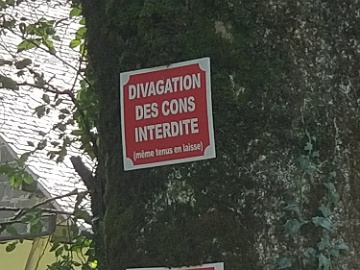 DIVAGATION
DES CONS
INTERDITE
(même tenus en laisse)